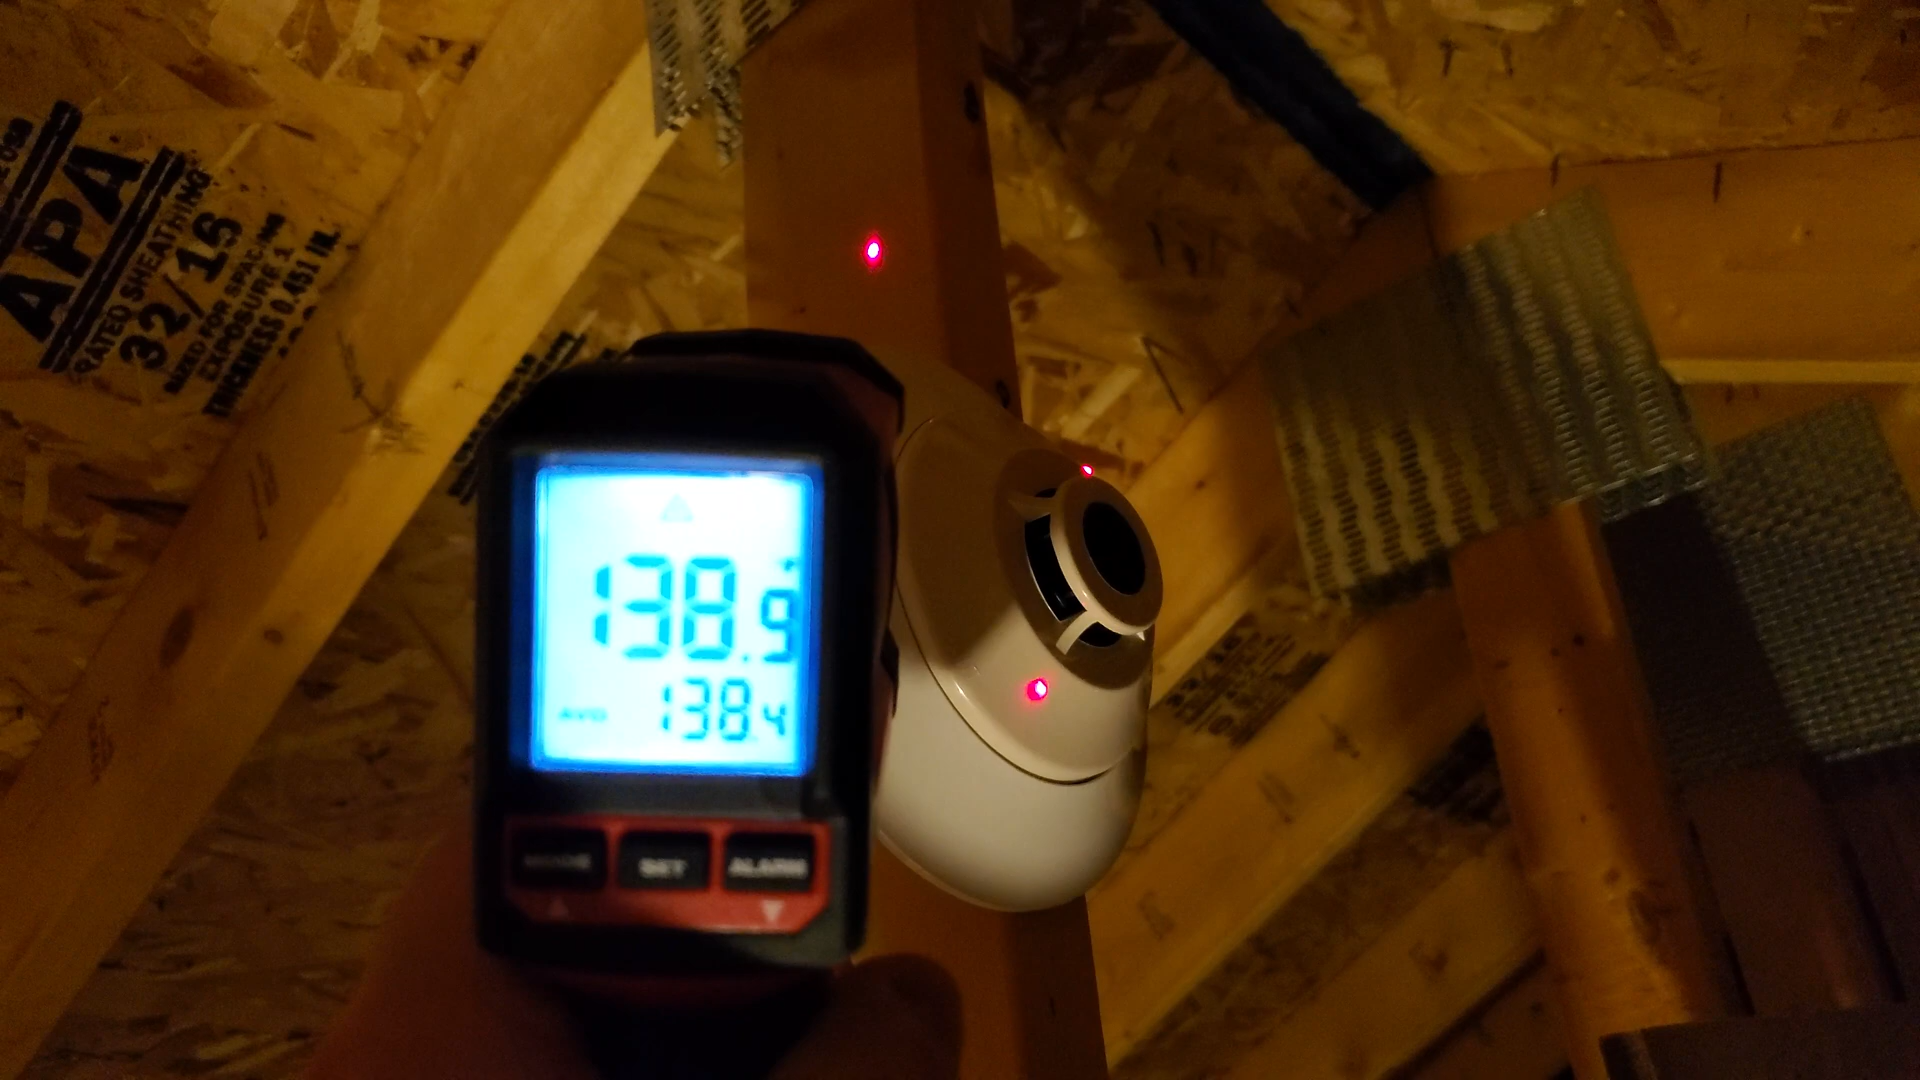 APA
RATED SHEATHING
32/16
SIZED FOR SPACING
EXPOSURE 1
THICKNESS 0.451 IN.
138.9
AVG 138.4
MODE SET ALARM